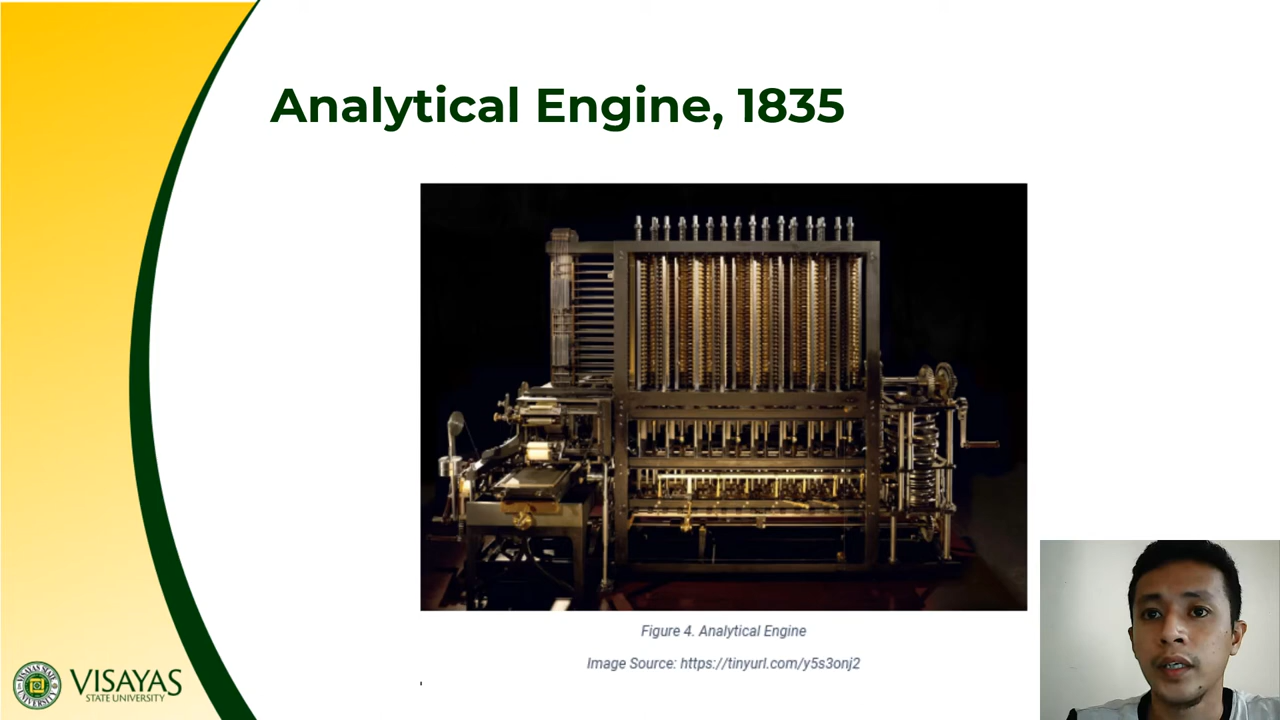 Analytical Engine, 1835
Figure 4. Analytical Engine
Image Source: https://tinyurl.com/y5s3onj2
VISAYAS
STATE UNIVERSITY